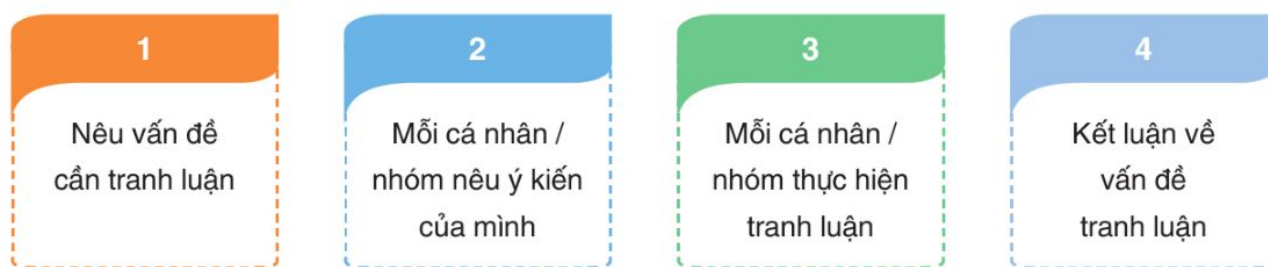 1
Nêu vấn đề
cần tranh luận
2
Mỗi cá nhân /
nhóm nêu ý kiến
của mình
3
Mỗi cá nhân /
nhóm thực hiện
tranh luận
4
Kết luận về
vấn đề
tranh luận